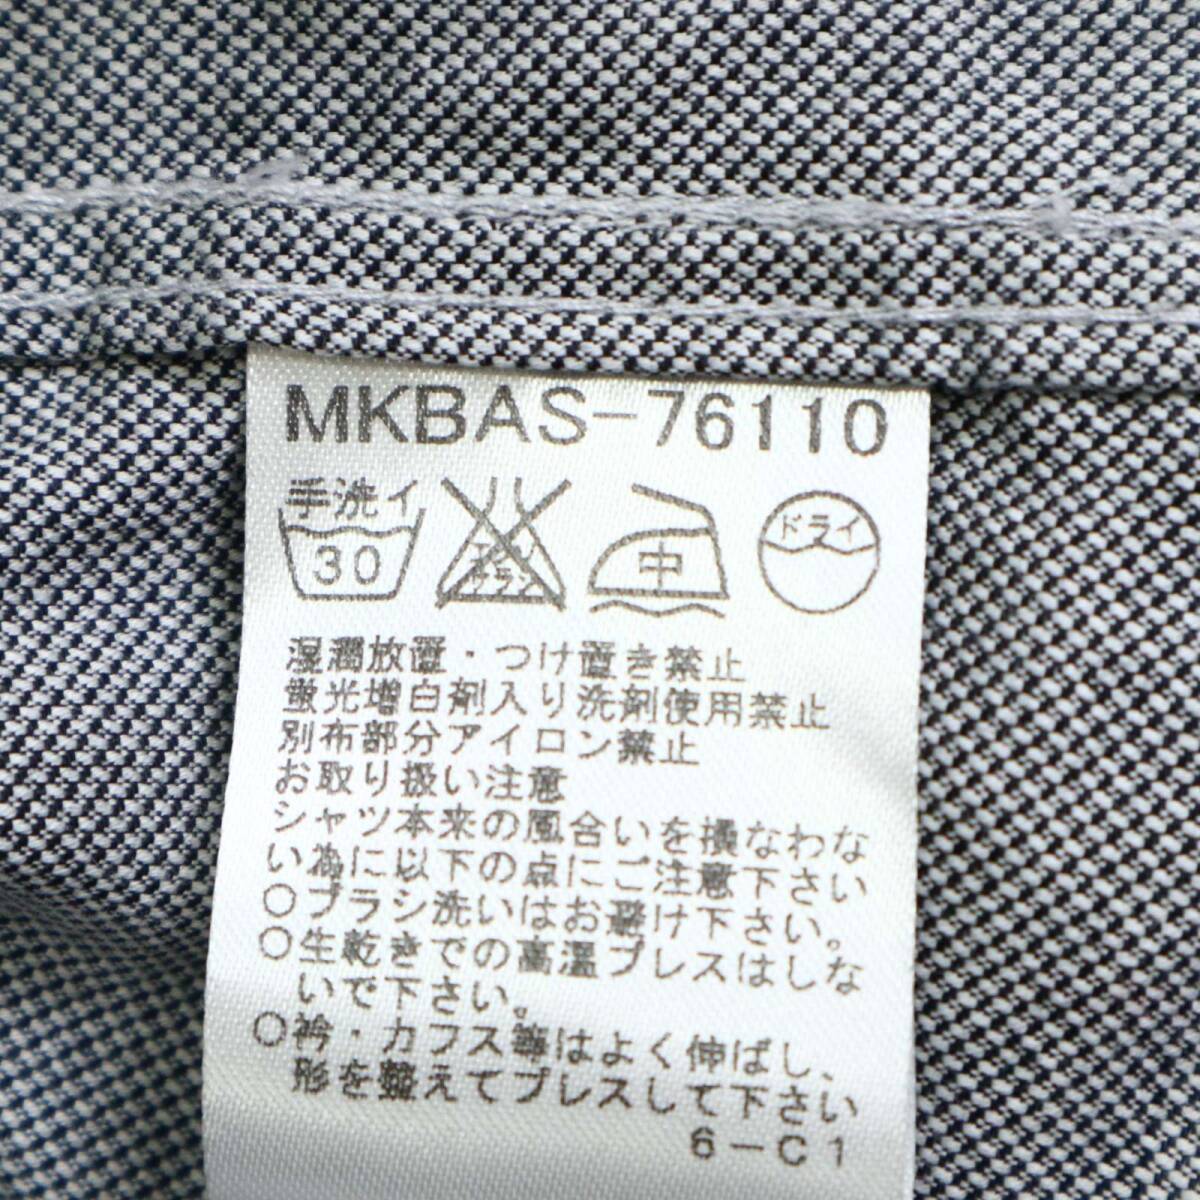 MKBAS-76110
手洗イ エンソ ドライ
30 サラシ 中
湿潤放置・つけ置き禁止
蛍光増白剤入り洗剤使用禁止
別布部分アイロン禁止
お取り扱い注意
シャツ本来の風合いを損なわな
い為に以下の点にご注意下さい
○ブラシ洗いはお避け下さい。
○生乾きでの高温プレスはしな
いで下さい。
○衿・カフス等はよく伸ばし、
形を整えてプレスして下さい
6-C1